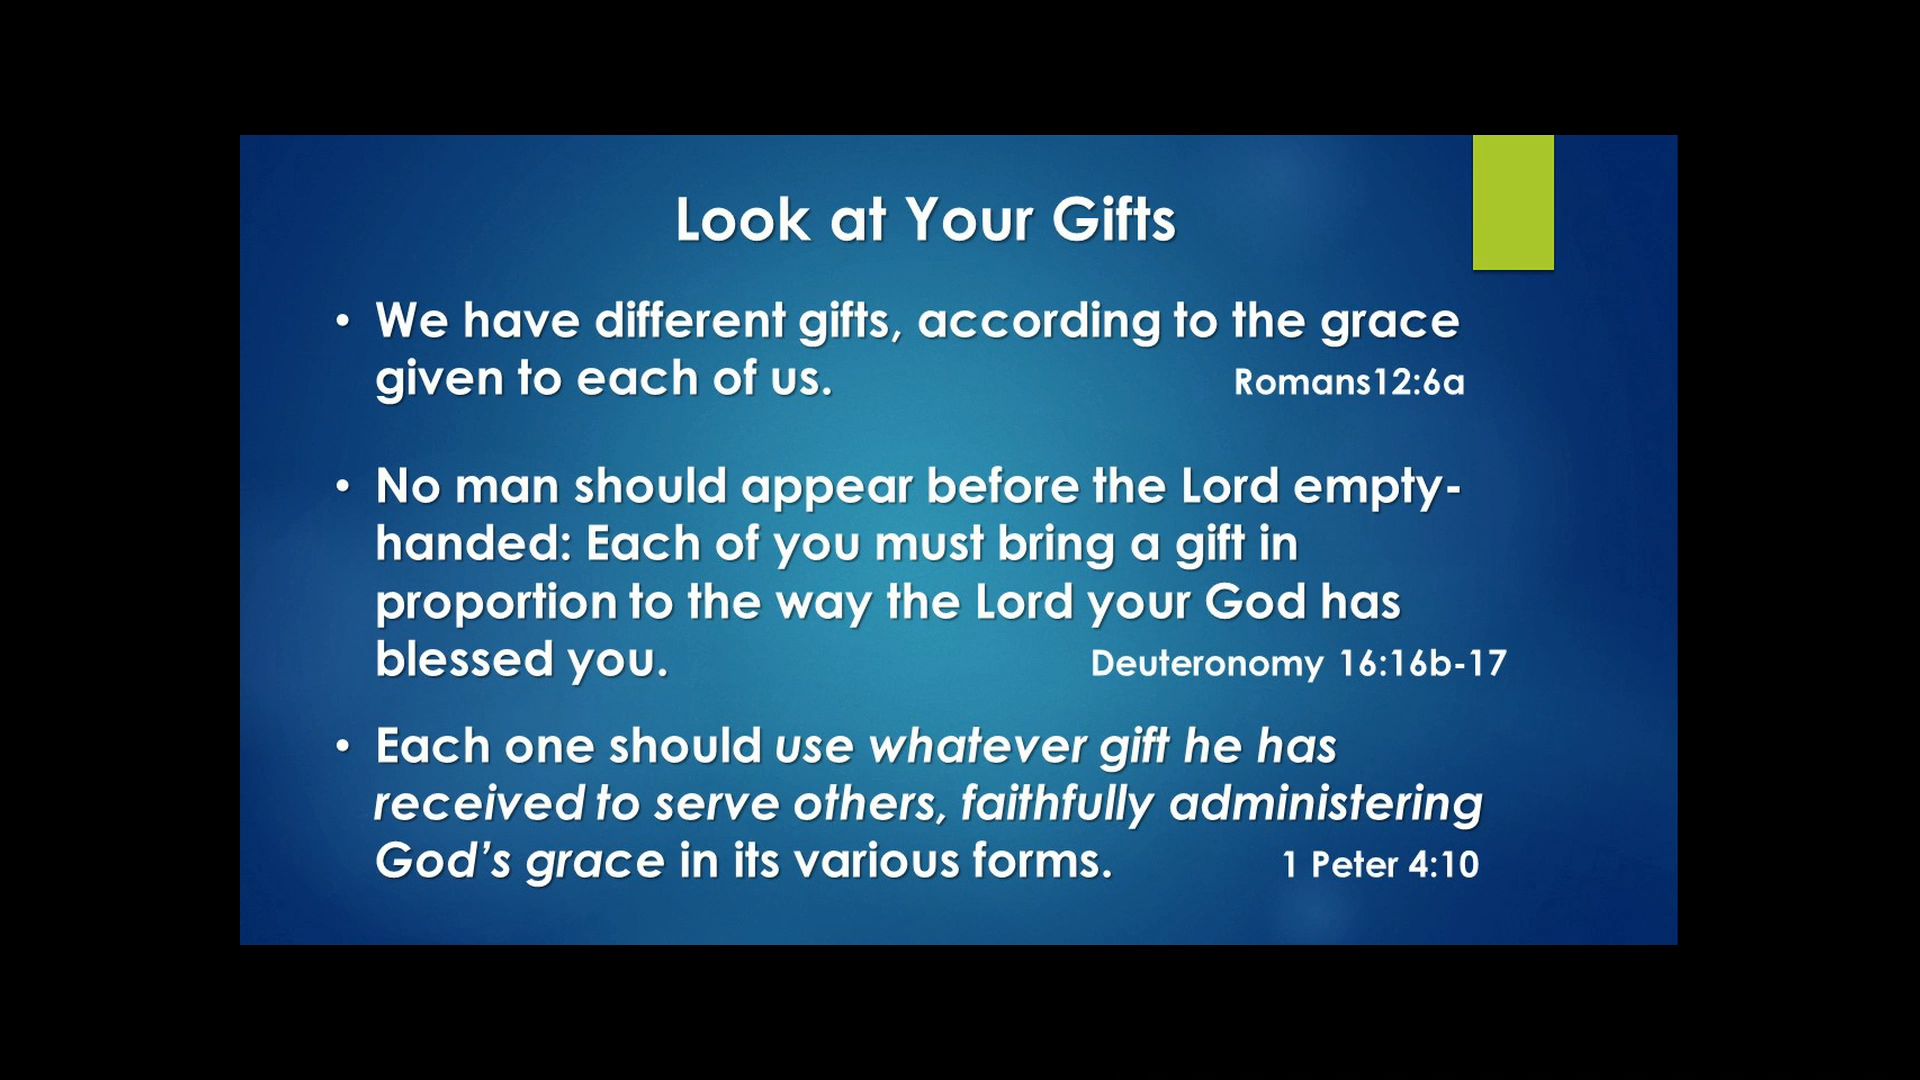 Look at Your Gifts
• We have different gifts, according to the grace
given to each of us. Romans12:6a
• No man should appear before the Lord empty-
handed: Each of you must bring a gift in
proportion to the way the Lord your God has
blessed you. Deuteronomy 16:16b-17
• Each one should use whatever gift he has
received to serve others, faithfully administering
God’s grace in its various forms. 1 Peter 4:10